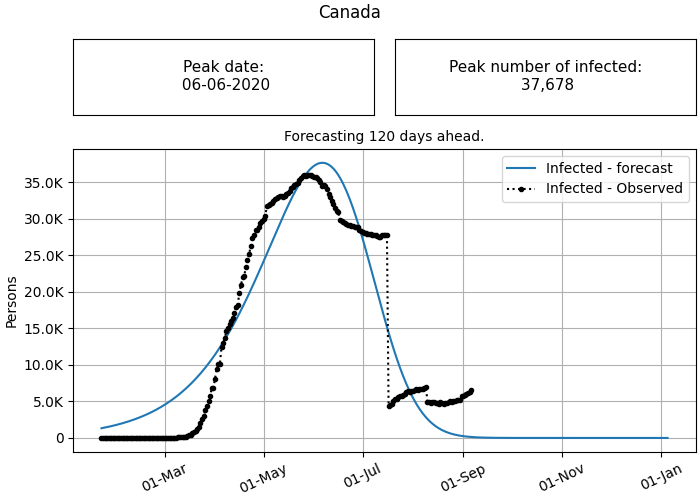 Canada
Peak date:
06-06-2020
Peak number of infected:
37,678
Forecasting 120 days ahead.
Infected - forecast
Infected - Observed
Persons
35.0K
30.0K
25.0K
20.0K
15.0K
10.0K
5.0K
0
01-Mar
01-May
01-Jul
01-Sep
01-Nov
01-Jan